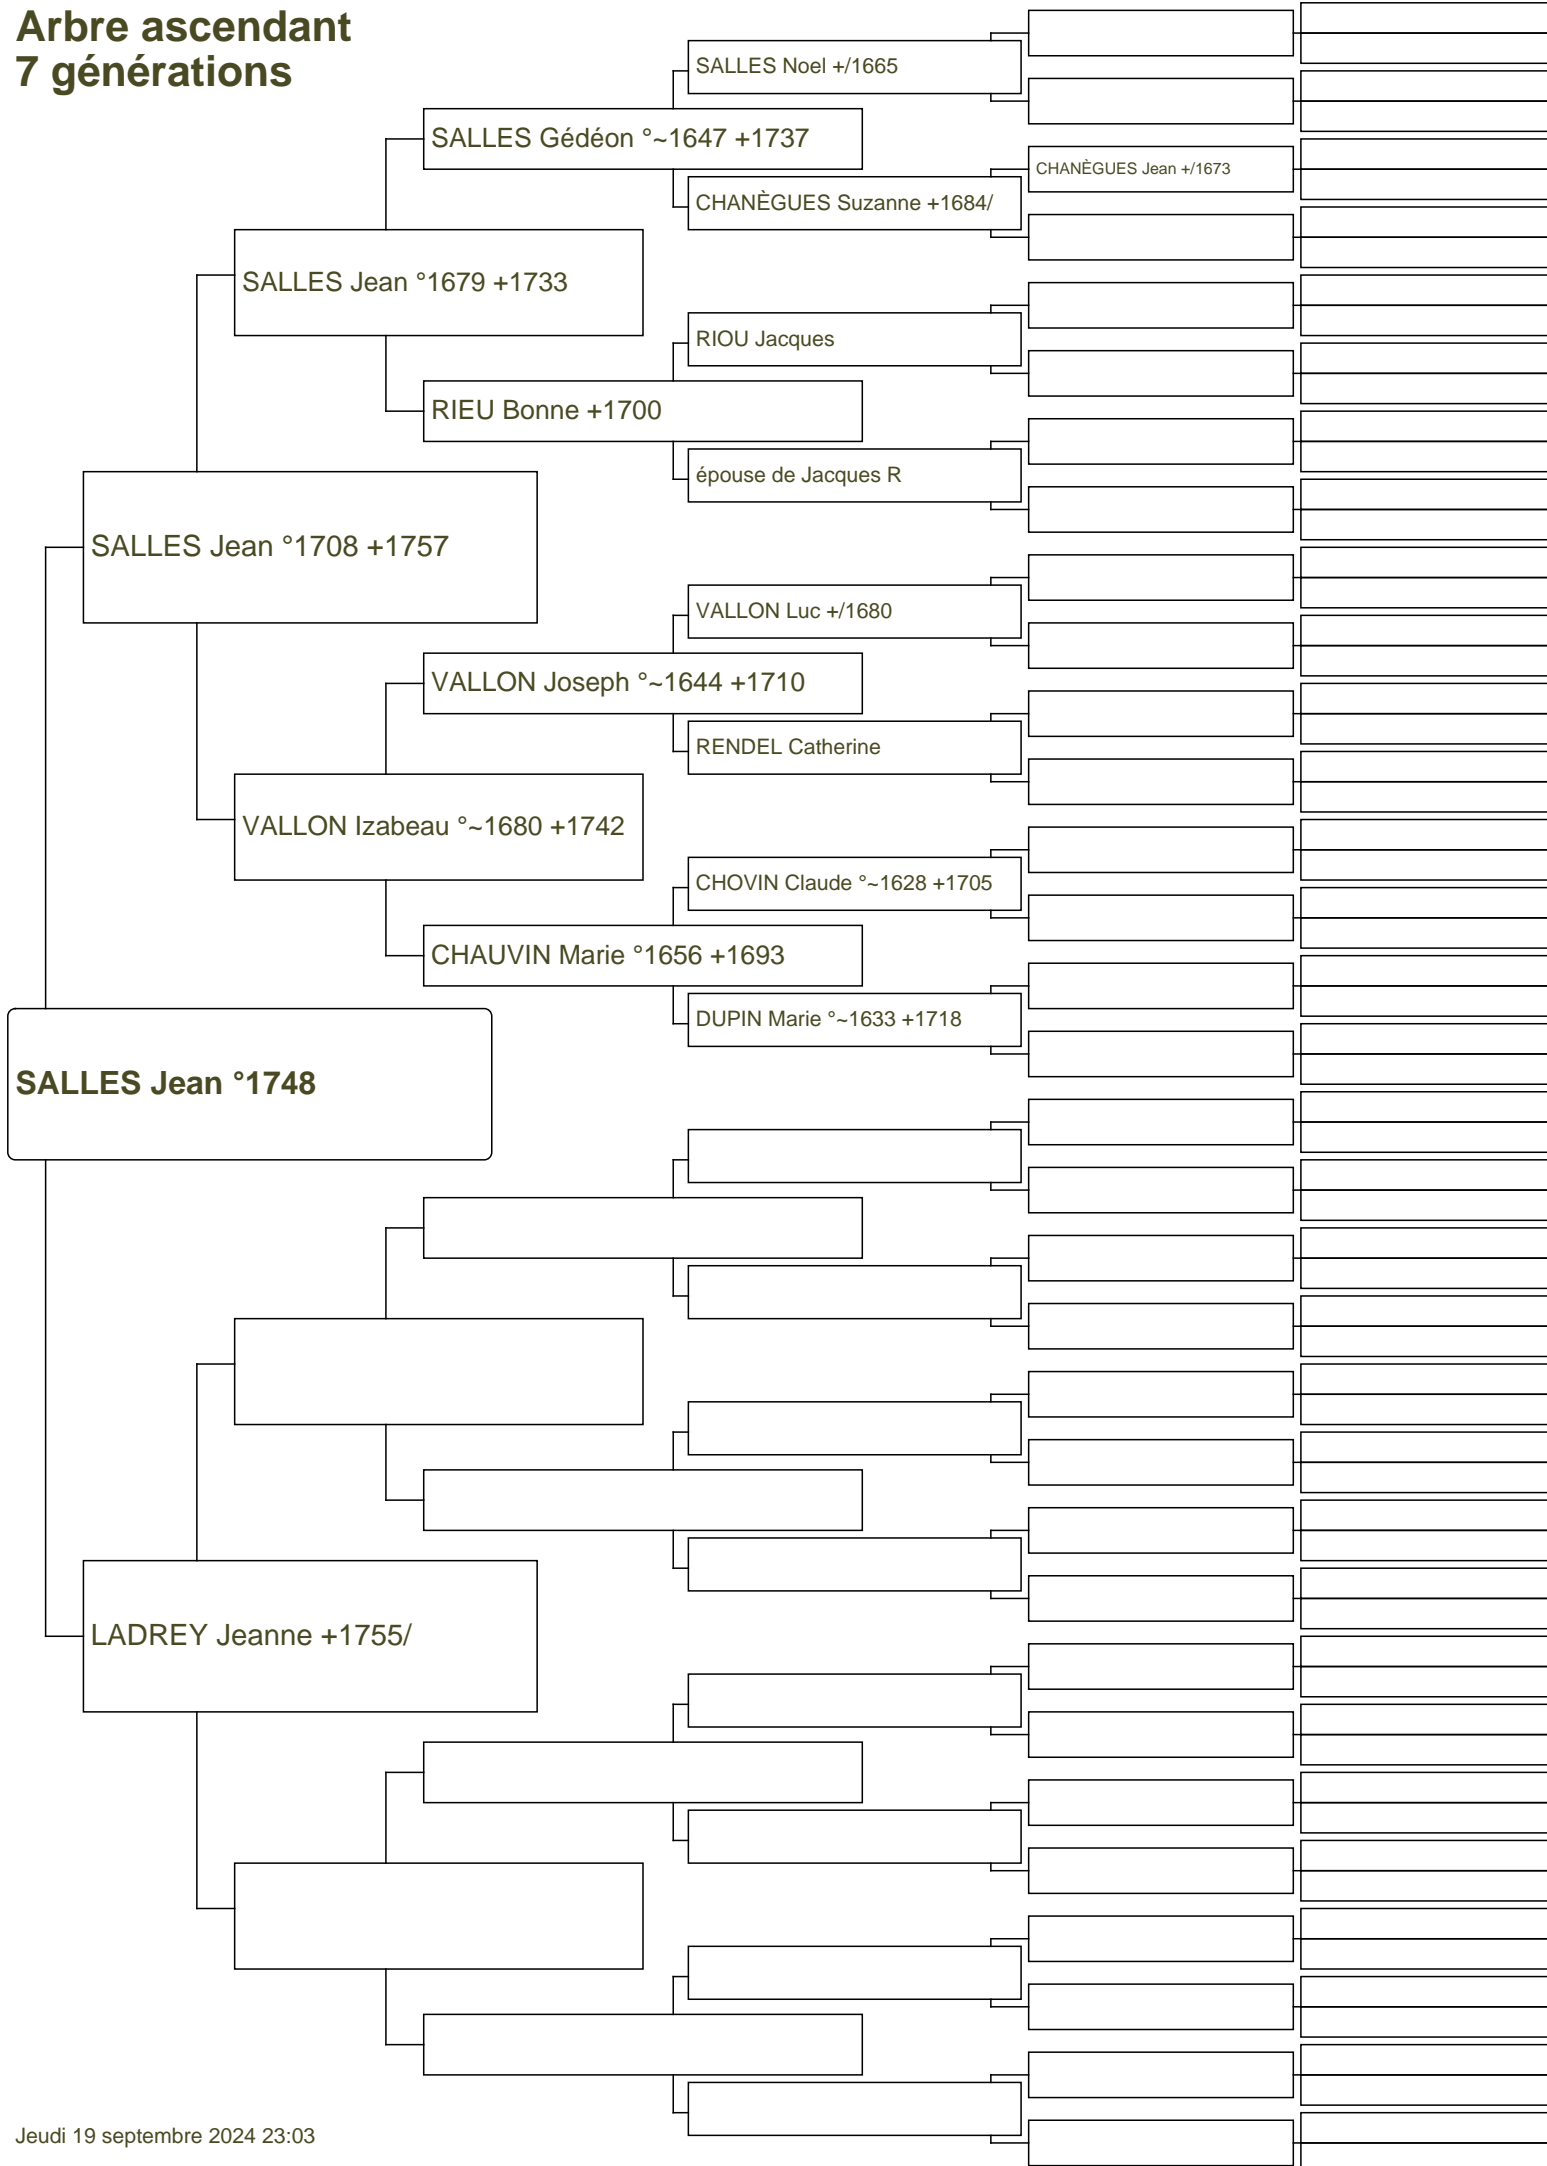 Arbre ascendant
7 générations
SALLES Noel +/1665
SALLES Gédéon °~1647 +1737
CHANÈGUES Jean +/1673
CHANÈGUES Suzanne +1684/
SALLES Jean °1679 +1733
RIOU Jacques
RIEU Bonne +1700
épouse de Jacques R
SALLES Jean °1708 +1757
VALLON Luc +/1680
VALLON Joseph °~1644 +1710
RENDEL Catherine
VALLON Izabeau °~1680 +1742
CHOVIN Claude °~1628 +1705
CHAUVIN Marie °1656 +1693
DUPIN Marie °~1633 +1718
SALLES Jean °1748
LADREY Jeanne +1755/
Jeudi 19 septembre 2024 23:03